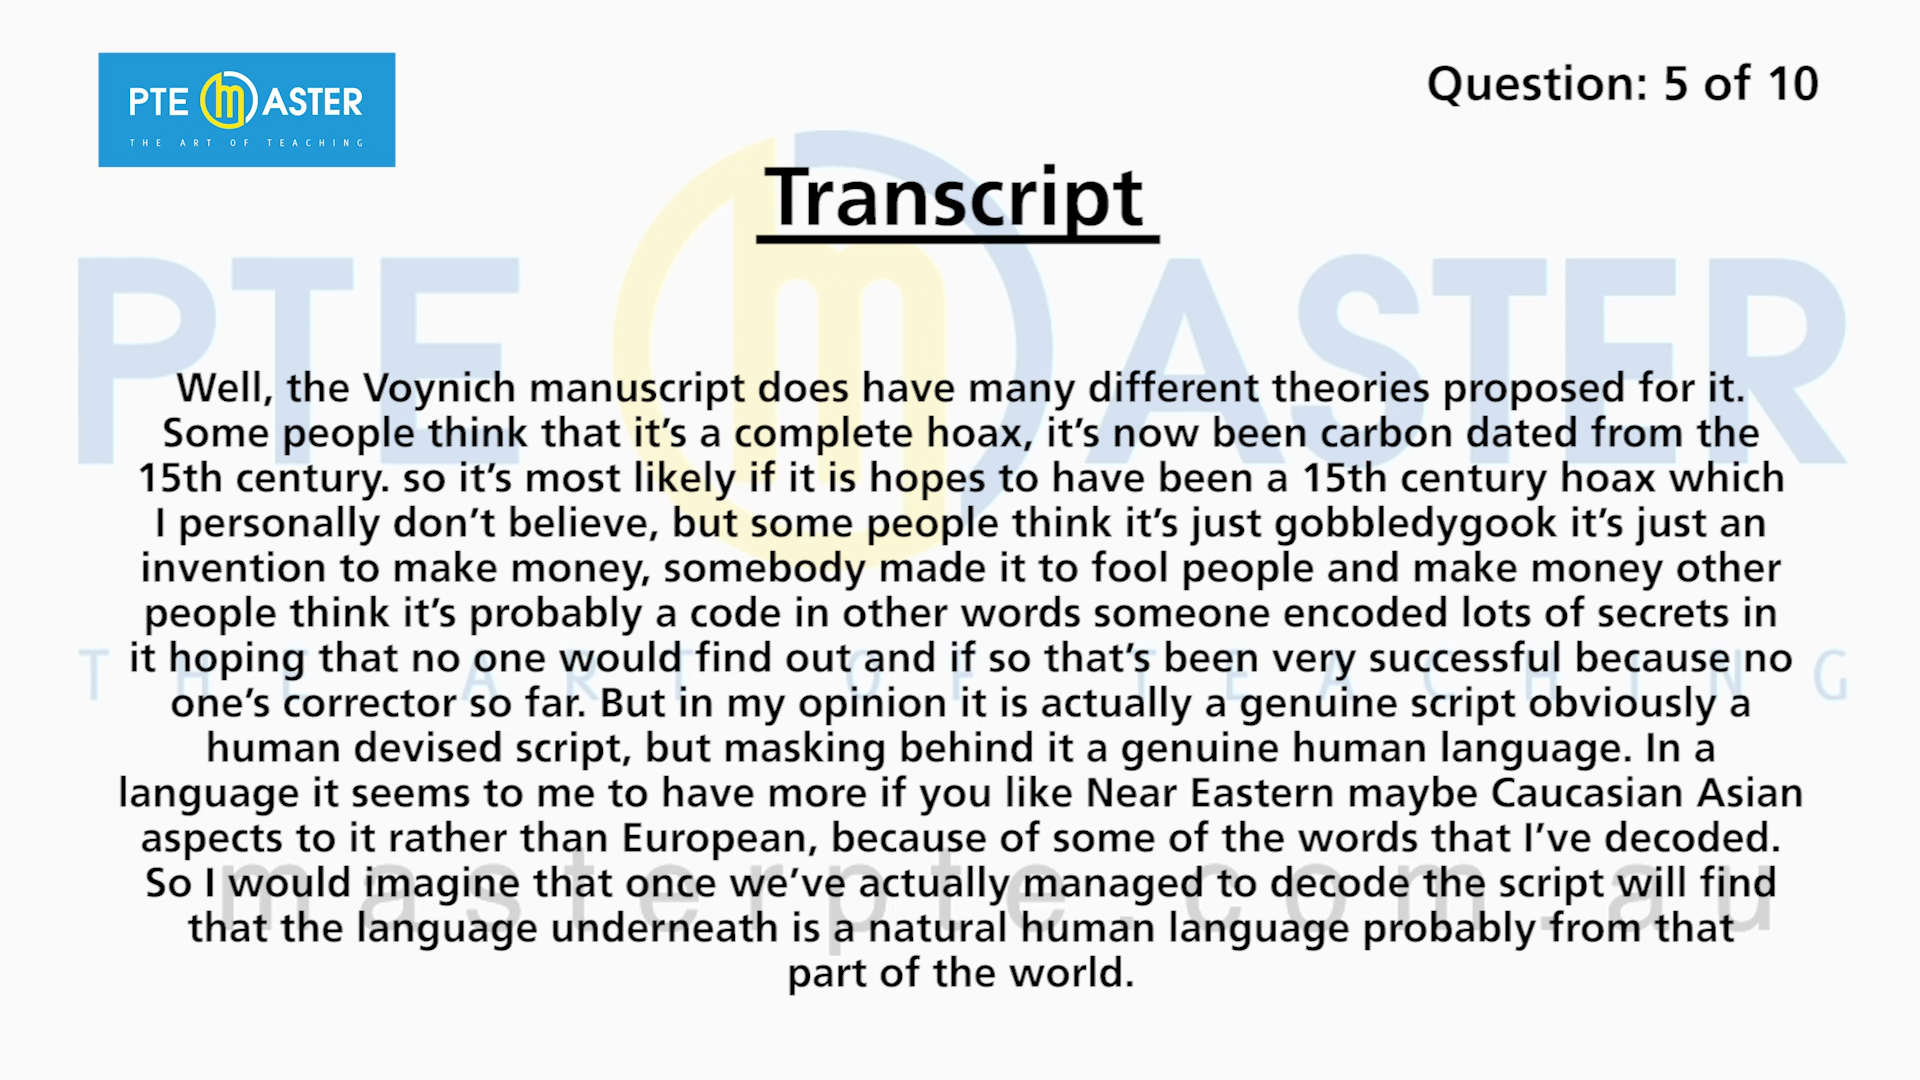 PTE MASTER
THE ART OF TEACHING
Question: 5 of 10
Transcript
Well, the Voynich manuscript does have many different theories proposed for it.
Some people think that it’s a complete hoax, it’s now been carbon dated from the
15th century. so it’s most likely if it is hopes to have been a 15th century hoax which
I personally don’t believe, but some people think it’s just gobbledygook it’s just an
invention to make money, somebody made it to fool people and make money other
people think it’s probably a code in other words someone encoded lots of secrets in
it hoping that no one would find out and if so that’s been very successful because no
one’s corrector so far. But in my opinion it is actually a genuine script obviously a
human devised script, but masking behind it a genuine human language. In a
language it seems to me to have more if you like Near Eastern maybe Caucasian Asian
aspects to it rather than European, because of some of the words that I’ve decoded.
So I would imagine that once we’ve actually managed to decode the script will find
that the language underneath is a natural human language probably from that
part of the world.
PTE MASTER
THE ART OF TEACHING
masterpte.com.au